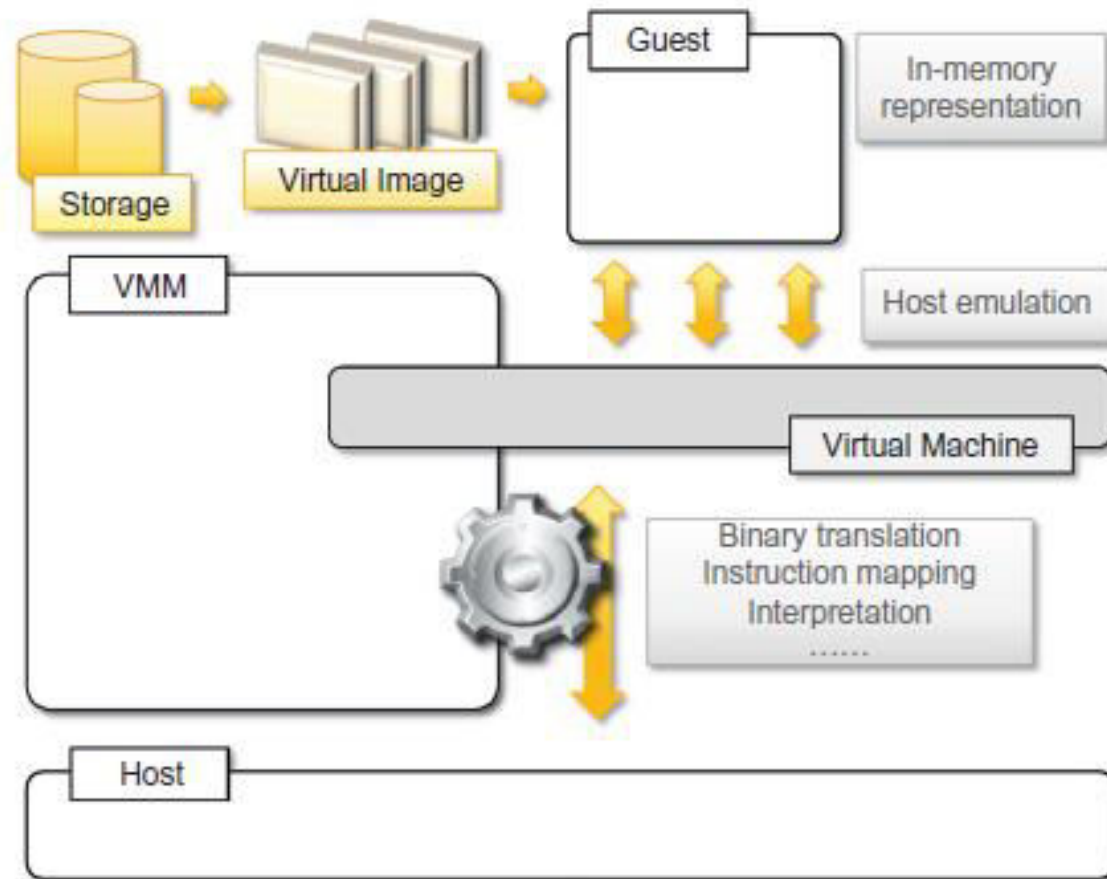 Guest
In-memory
representation
Virtual Image
Storage
VMM
Host emulation
Virtual Machine
Binary translation
Instruction mapping
Interpretation
......
Host